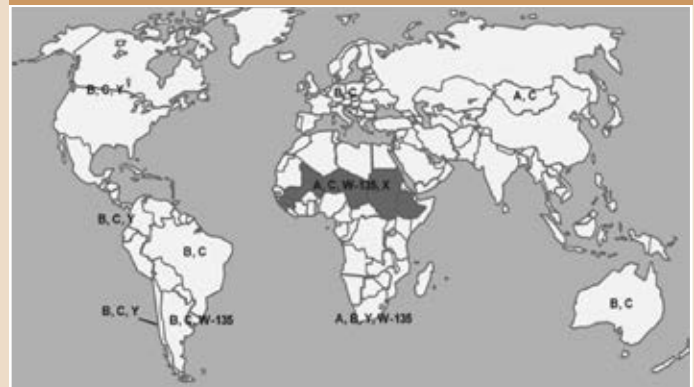 B, C, Y
B, C
A, C
A, C, W-135, X
B, C, Y
B, C
B, C, Y
B, C, W-135
A, B, Y, W-135
B, C